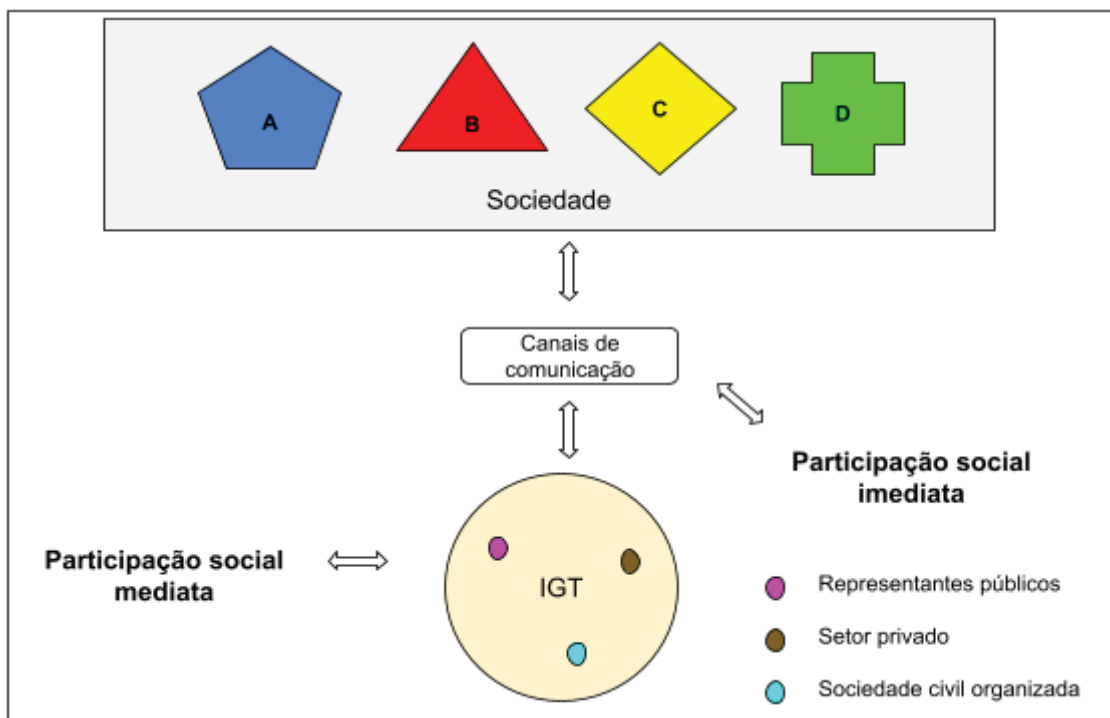 A
B
C
D
Sociedade
Canais de
comunicação
Participação social
imediata
Participação social
mediata
IGT
Representantes públicos
Setor privado
Sociedade civil organizada